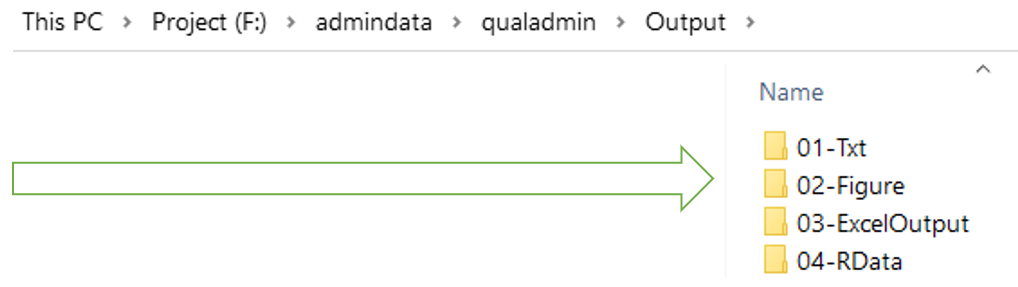 This PC > Project (F:) > admindata > qualadmin > Output >
Name
01-Txt
02-Figure
03-ExcelOutput
04-RData